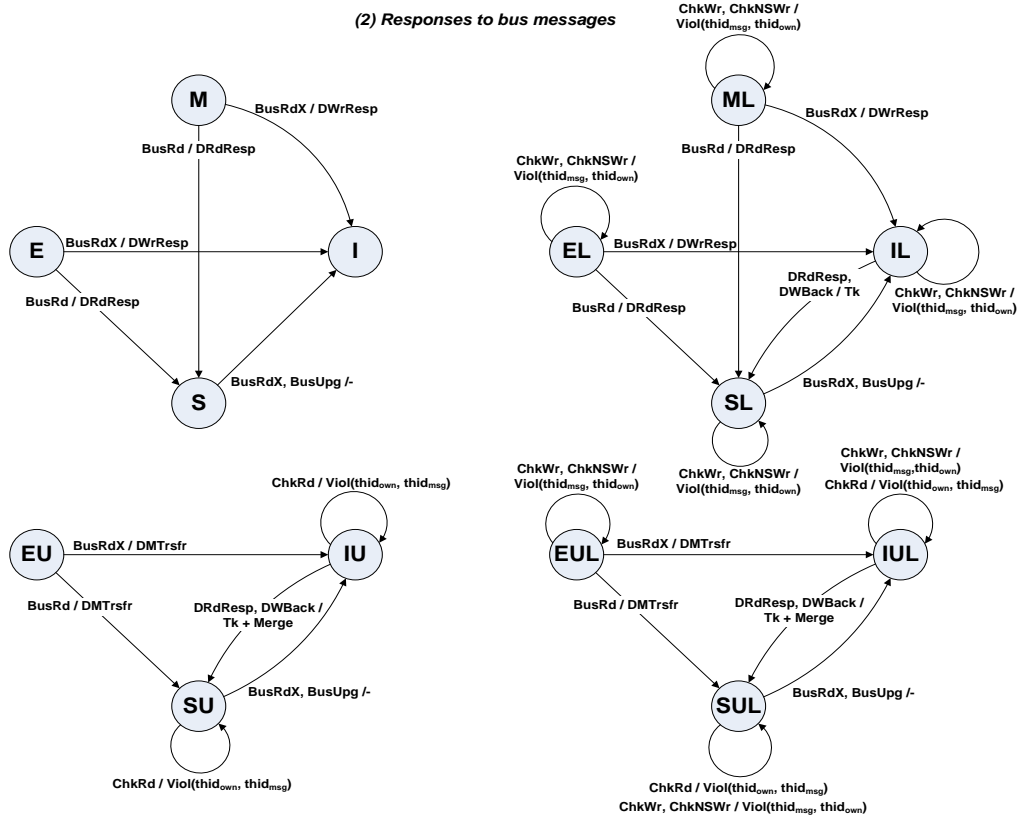 (2) Responses to bus messages
M
BusRdX / DWrResp
BusRd / DRdResp
E
BusRdX / DWrResp
I
BusRd / DRdResp
BusRdX, BusUpg /-
S
ChkWr, ChkNSWr /
Viol(thidmsg, thidown)
ML
BusRdX / DWrResp
BusRd / DRdResp
ChkWr, ChkNSWr /
Viol(thidmsg, thidown)
EL
BusRdX / DWrResp
IL
DRdResp,
DWBack / Tk
ChkWr, ChkNSWr /
Viol(thidmsg, thidown)
BusRd / DRdResp
BusRdX, BusUpg /-
SL
ChkWr, ChkNSWr /
Viol(thidmsg, thidown)
ChkRd / Viol(thidown, thidmsg)
EU
BusRdX / DMTrsfr
IU
BusRd / DMTrsfr
DRdResp, DWBack /
Tk + Merge
BusRdX, BusUpg /-
SU
ChkRd / Viol(thidown, thidmsg)
ChkWr, ChkNSWr /
Viol(thidmsg, thidown)
ChkWr, ChkNSWr /
Viol(thidmsg,thidown)
ChkRd / Viol(thidown, thidmsg)
EUL
BusRdX / DMTrsfr
IUL
BusRd / DMTrsfr
DRdResp, DWBack /
Tk + Merge
BusRdX, BusUpg /-
SUL
ChkRd / Viol(thidown, thidmsg)
ChkWr, ChkNSWr / Viol(thidmsg, thidown)